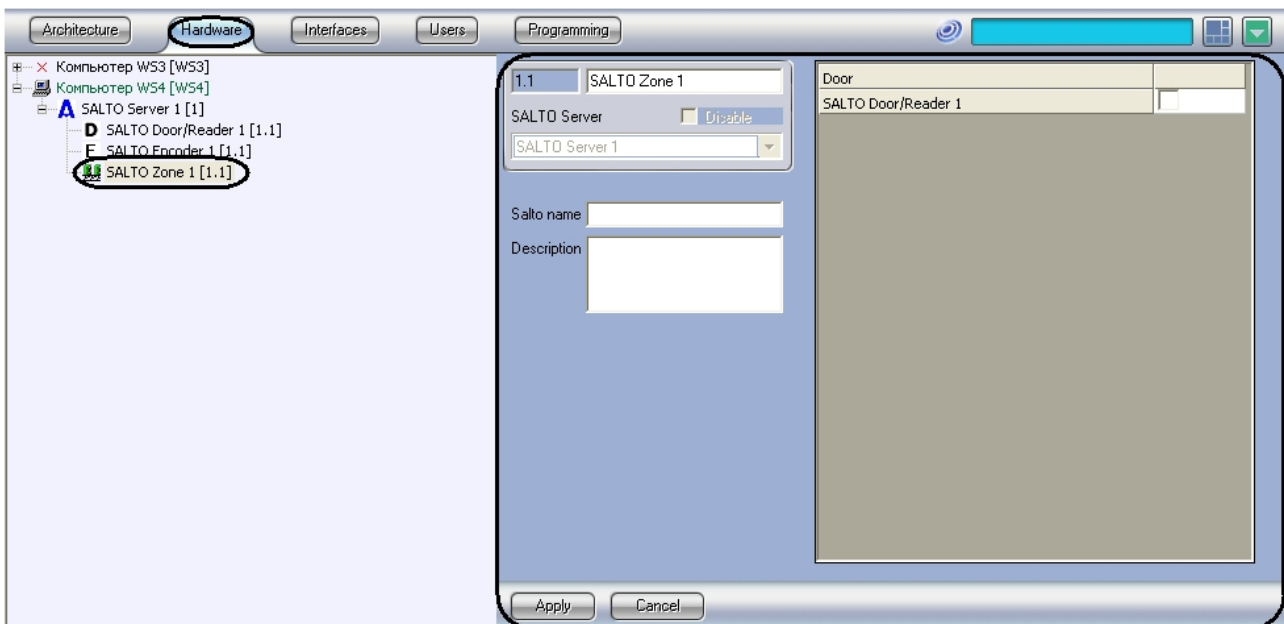 Architecture Hardware Interfaces Users Programming
Компьютер WS3 [WS3]
Компьютер WS4 [WS4]
SALTO Server 1 [1]
D SALTO Door/Reader 1 [1.1]
E SALTO Encoder 1 [1.1]
SALTO Zone 1 [1.1]
1.1 SALTO Zone 1
SALTO Server Disable
SALTO Server 1
Salto name
Description
Door
SALTO Door/Reader 1
Apply Cancel